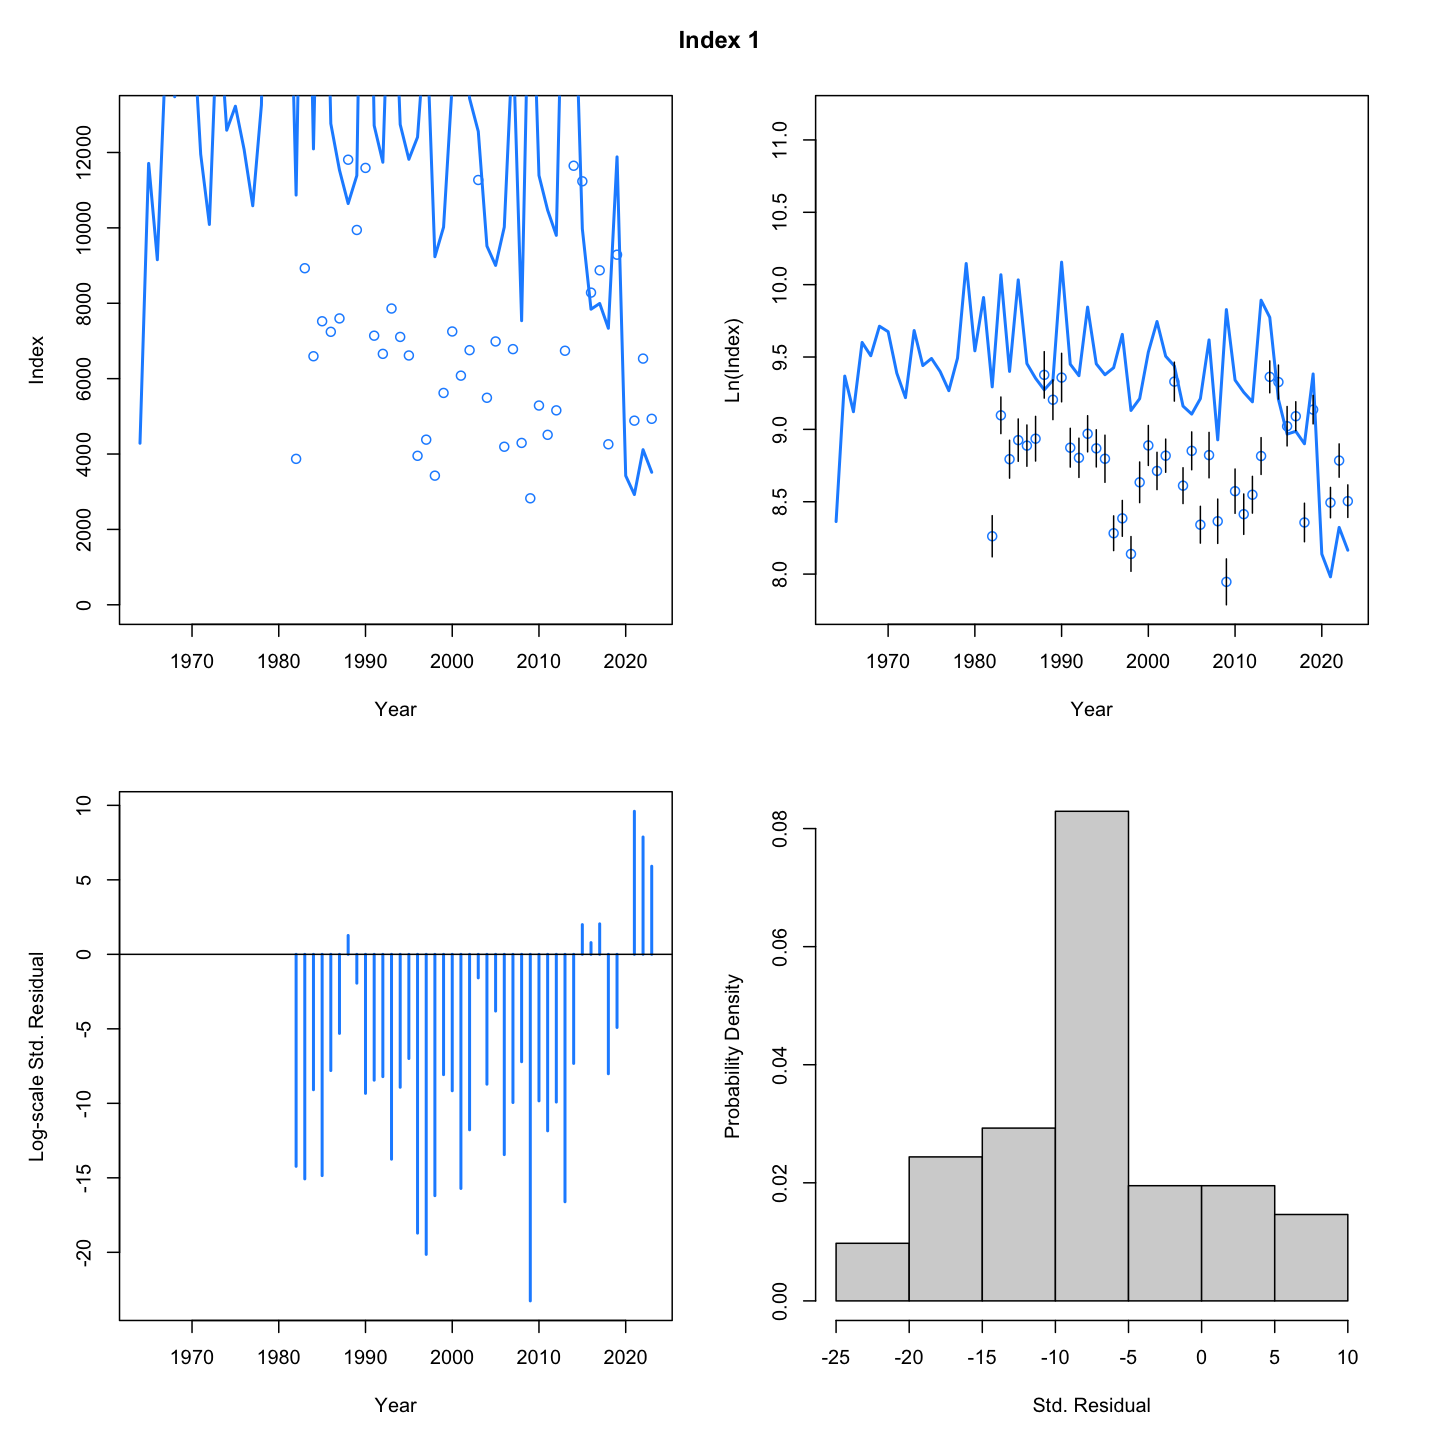 Index 1
Index
0
2000
4000
6000
8000
10000
12000
1970 1980 1990 2000 2010 2020
Year
Ln(Index)
8.0
8.5
9.0
9.5
10.0
10.5
11.0
1970 1980 1990 2000 2010 2020
Year
Log-scale Std. Residual
-20
-15
-10
-5
0
5
10
1970 1980 1990 2000 2010 2020
Year
Probability Density
0.00
0.02
0.04
0.06
0.08
-25 -20 -15 -10 -5 0 5 10
Std. Residual